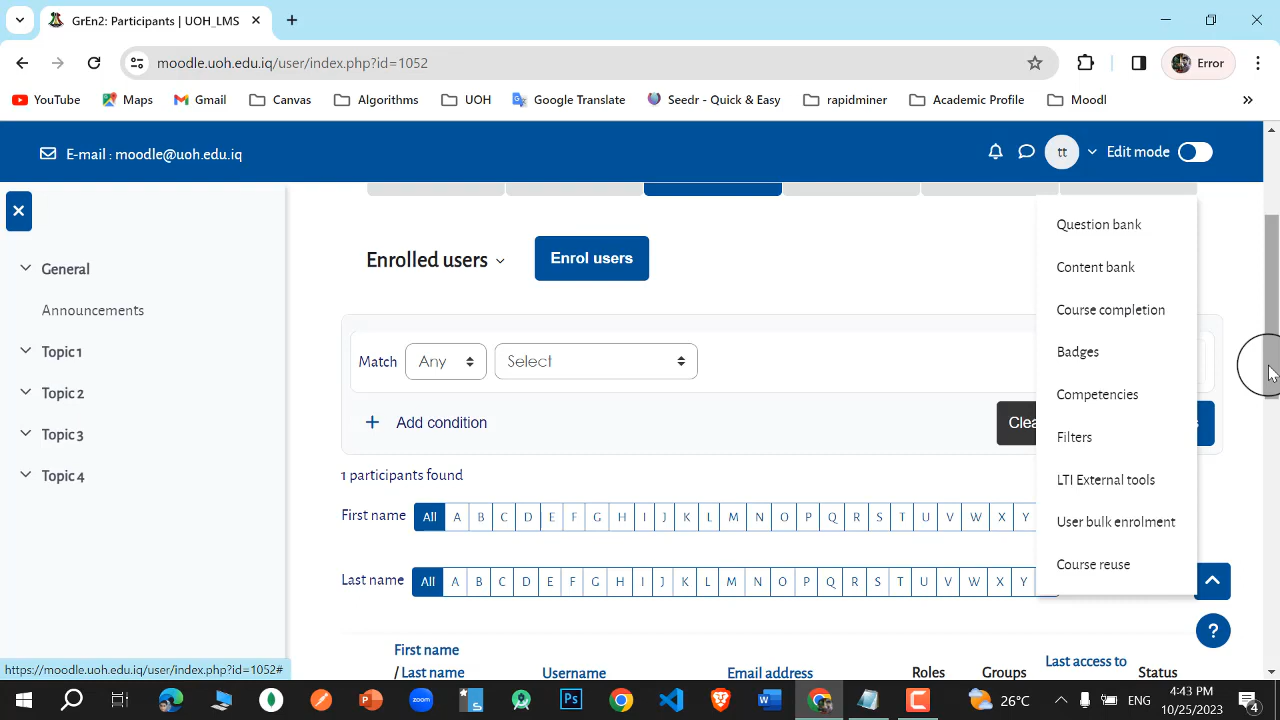 GrEn2: Participants | UOH_LMS
moodle.uoh.edu.iq/user/index.php?id=1052
Error
YouTube
Maps
Gmail
Canvas
Algorithms
UOH
Google Translate
Seedr - Quick & Easy
rapidminer
Academic Profile
Moodl
E-mail : moodle@uoh.edu.iq
tt
Edit mode
General
Announcements
Topic 1
Topic 2
Topic 3
Topic 4
Enrolled users
Enrol users
Match Any Select
Add condition
Clea
s
1 participants found
First name All A B C D E F G H I J K L M N O P Q R S T U V W X Y
Last name All A B C D E F G H I J K L M N O P Q R S T U V W X Y
First name
/ Last name
Username
Email address
Roles
Groups
Last access to
Status
Question bank
Content bank
Course completion
Badges
Competencies
Filters
LTI External tools
User bulk enrolment
Course reuse
?
https://moodle.uoh.edu.iq/user/index.php?id=1052#
zoom
Ps
26°C
ENG
4:43 PM
10/25/2023
4